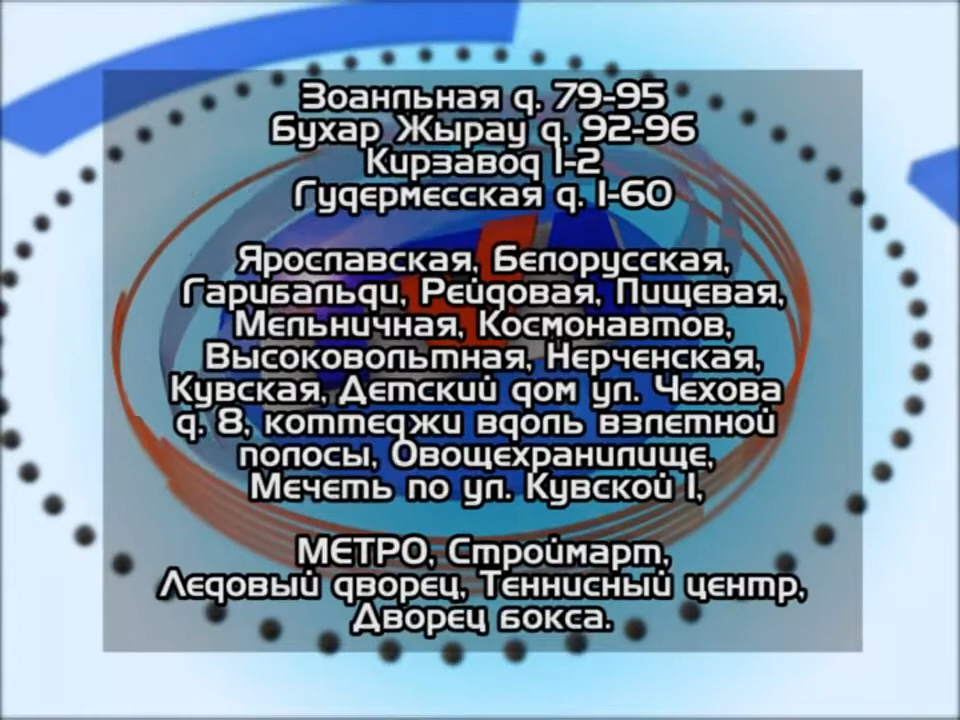 Зоанльная д. 79-95
Бухар Жырау д. 92-96
Кирзавод 1-2
Гудермесская д. 1-60
Ярославская, Белорусская,
Гарибальди, Рейдовая, Пищевая,
Мельничная, Космонавтов,
Высоковольтная, Нерченская,
Кувская, Детский дом ул. Чехова
д. 8, коттеджи вдоль взлетной
полосы, Овощехранилище,
Мечеть по ул. Кувской 1,
МЕТРО, Строймарт,
Ледовый дворец, Теннисный центр,
Дворец бокса.